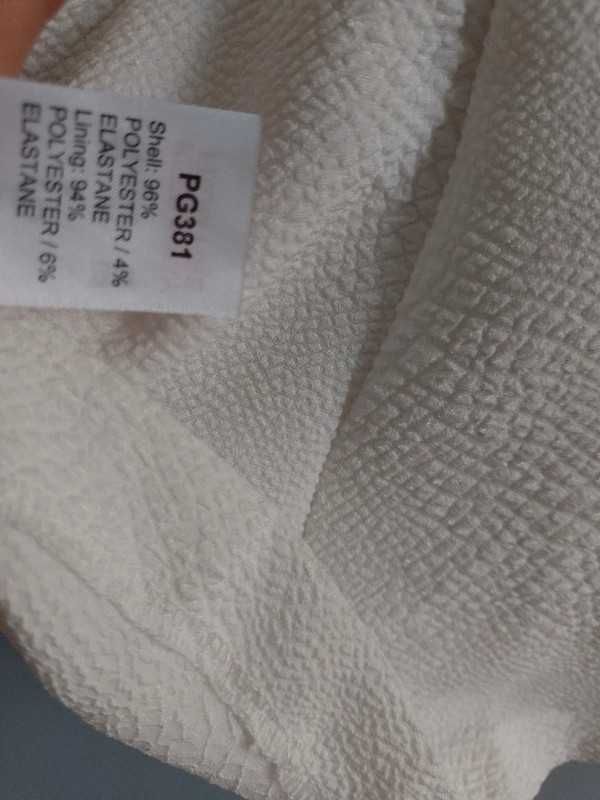 PG381
Shell: 96%
POLYESTER / 4%
ELASTANE
Lining: 94%
POLYESTER / 6%
ELASTANE